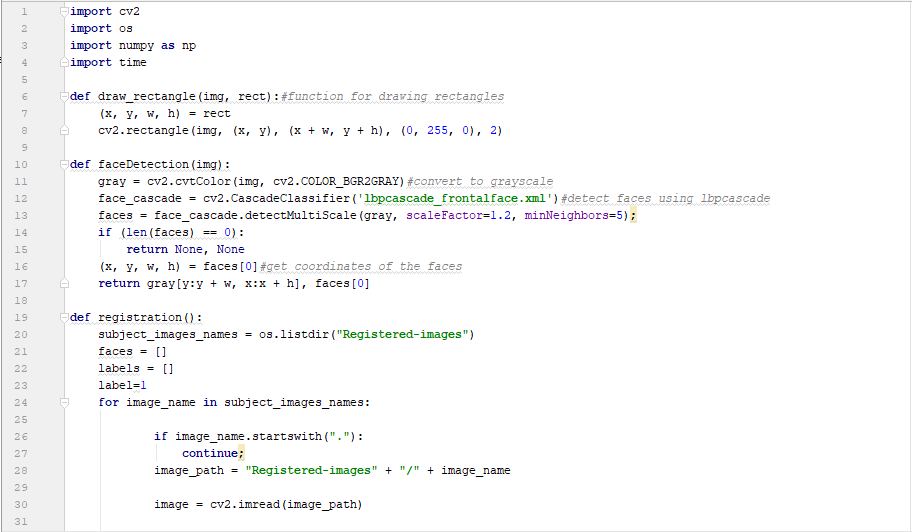 1 import cv2
2 import os
3 import numpy as np
4 import time
5
6 def draw_rectangle(img, rect):#function for drawing rectangles
7     (x, y, w, h) = rect
8     cv2.rectangle(img, (x, y), (x + w, y + h), (0, 255, 0), 2)
9
10 def faceDetection(img):
11     gray = cv2.cvtColor(img, cv2.COLOR_BGR2GRAY)#convert to grayscale
12     face_cascade = cv2.CascadeClassifier('lbpcascade_frontalface.xml')#detect faces using lbpcascade
13     faces = face_cascade.detectMultiScale(gray, scaleFactor=1.2, minNeighbors=5);
14     if (len(faces) == 0):
15         return None, None
16     (x, y, w, h) = faces[0]#get coordinates of the faces
17     return gray[y:y + w, x:x + h], faces[0]
18
19 def registration():
20     subject_images_names = os.listdir("Registered-images")
21     faces = []
22     labels = []
23     label=1
24     for image_name in subject_images_names:
25
26             if image_name.startswith("."):
27                 continue;
28             image_path = "Registered-images" + "/" + image_name
29
30             image = cv2.imread(image_path)
31